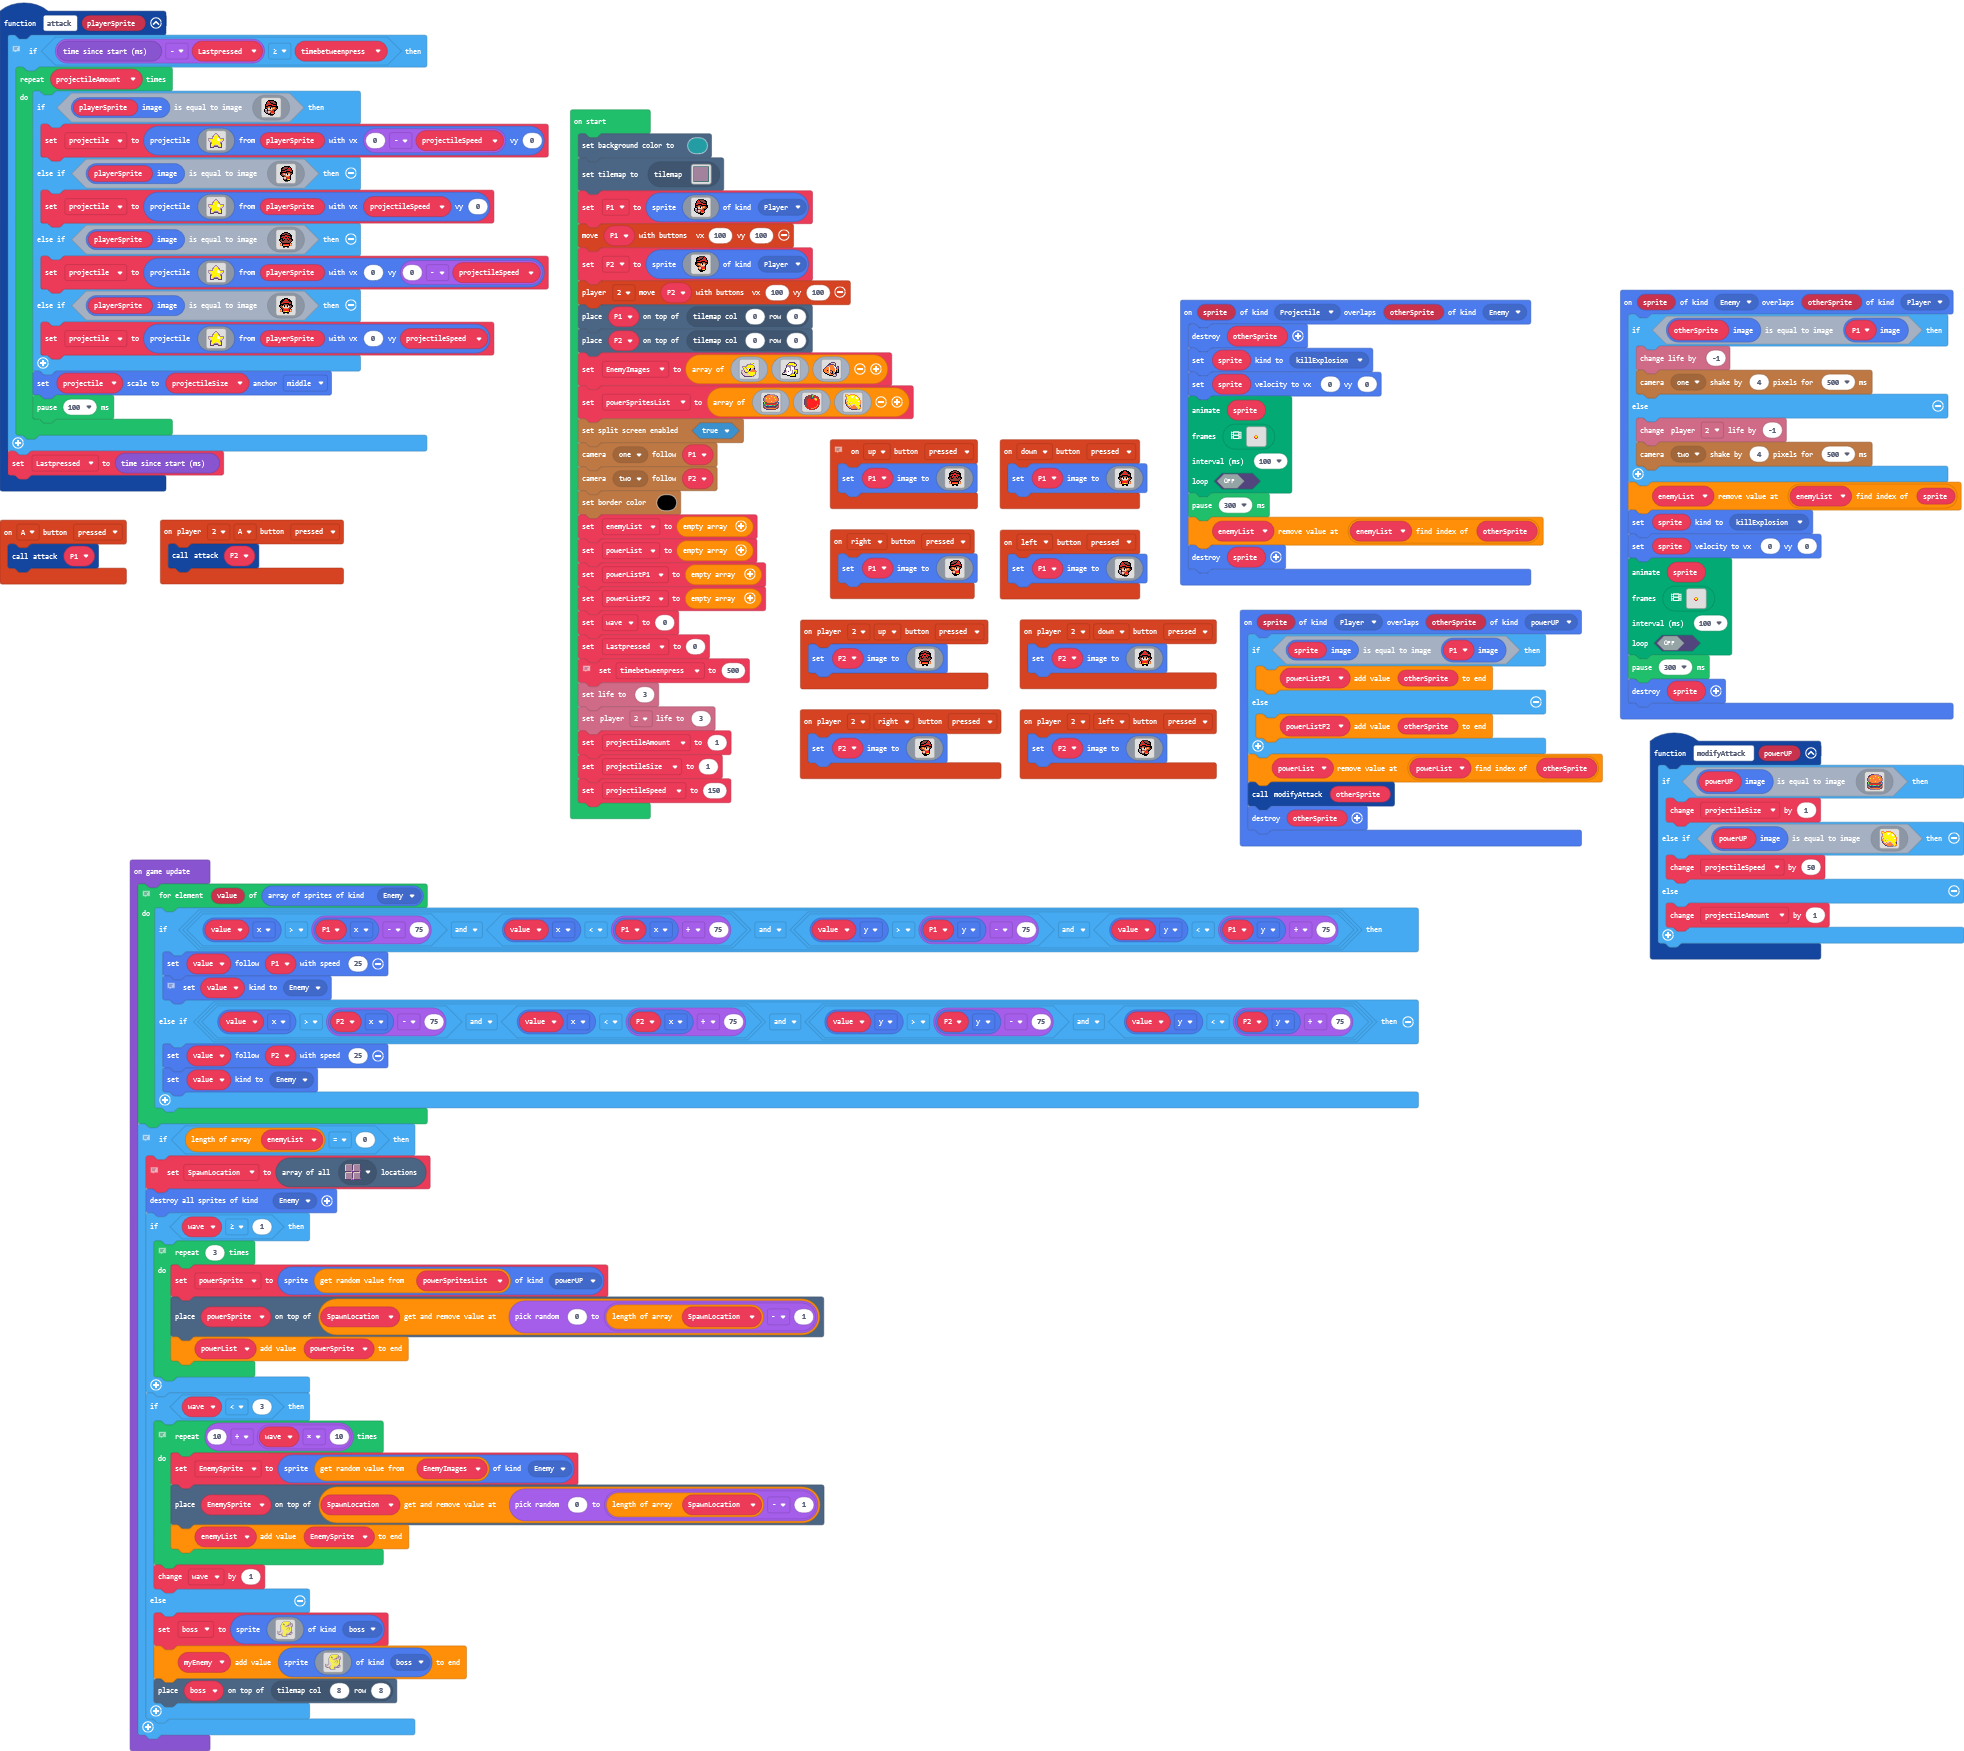 function attack playerSprite
if time since start (ms) - Lastpressed ≥ timebetweenpress then
repeat projectileAmount times
do
if playerSprite image is equal to image then
set projectile to projectile from playerSprite with vx 0 - projectileSpeed vy 0
else if playerSprite image is equal to image then
set projectile to projectile from playerSprite with vx projectileSpeed vy 0
else if playerSprite image is equal to image then
set projectile to projectile from playerSprite with vx 0 vy 0 - projectileSpeed
else if playerSprite image is equal to image then
set projectile to projectile from playerSprite with vx 0 vy projectileSpeed
set projectile scale to projectileSize anchor middle
pause 100 ms
set Lastpressed to time since start (ms)
on A button pressed
call attack P1
on player 2 A button pressed
call attack P2
on start
set background color to
set tilemap to tilemap
set P1 to sprite of kind Player
move P1 with buttons vx 100 vy 100
set P2 to sprite of kind Player
player 2 move P2 with buttons vx 100 vy 100
place P1 on top of tilemap col 0 row 0
place P2 on top of tilemap col 0 row 0
set EnemyImages to array of
set powerSpritesList to array of
set split screen enabled true
camera one follow P1
camera two follow P2
set border color
set enemyList to empty array
set powerList to empty array
set powerListP1 to empty array
set powerListP2 to empty array
set wave to 0
set Lastpressed to 0
set timebetweenpress to 500
set life to 3
set player 2 life to 3
set projectileAmount to 1
set projectileSize to 1
set projectileSpeed to 150
on up button pressed
set P1 image to
on down button pressed
set P1 image to
on right button pressed
set P1 image to
on left button pressed
set P1 image to
on player 2 up button pressed
set P2 image to
on player 2 down button pressed
set P2 image to
on player 2 right button pressed
set P2 image to
on player 2 left button pressed
set P2 image to
on sprite of kind Projectile overlaps otherSprite of kind Enemy
destroy otherSprite
set sprite kind to killExplosion
set sprite velocity to vx 0 vy 0
animate sprite
frames
interval (ms) 100
loop OFF
pause 300 ms
enemyList remove value at enemyList find index of otherSprite
destroy sprite
on sprite of kind Player overlaps otherSprite of kind powerUP
if sprite image is equal to image P1 image then
powerListP1 add value otherSprite to end
else
powerListP2 add value otherSprite to end
powerList remove value at powerList find index of otherSprite
call modifyAttack otherSprite
destroy otherSprite
on sprite of kind Enemy overlaps otherSprite of kind Player
if otherSprite image is equal to image P1 image then
change life by -1
camera one shake by 4 pixels for 500 ms
else
change player 2 life by -1
camera two shake by 4 pixels for 500 ms
enemyList remove value at enemyList find index of sprite
set sprite kind to killExplosion
set sprite velocity to vx 0 vy 0
animate sprite
frames
interval (ms) 100
loop OFF
pause 300 ms
destroy sprite
function modifyAttack powerUP
if powerUP image is equal to image then
change projectileSize by 1
else if powerUP image is equal to image then
change projectileSpeed by 50
else
change projectileAmount by 1
on game update
for element value of array of sprites of kind Enemy
do
if value x > P1 x - 75 and value x < P1 x + 75 and value y > P1 y - 75 and value y < P1 y + 75 then
set value follow P1 with speed 25
set value kind to Enemy
else if value x > P2 x - 75 and value x < P2 x + 75 and value y > P2 y - 75 and value y < P2 y + 75 then
set value follow P2 with speed 25
set value kind to Enemy
if length of array enemyList = 0 then
set SpawnLocation to array of all locations
destroy all sprites of kind Enemy
if wave ≥ 1 then
repeat 3 times
do
set powerSprite to sprite get random value from powerSpritesList of kind powerUP
place powerSprite on top of SpawnLocation get and remove value at pick random 0 to length of array SpawnLocation - 1
powerList add value powerSprite to end
if wave < 3 then
repeat 10 + wave × 10 times
do
set EnemySprite to sprite get random value from EnemyImages of kind Enemy
place EnemySprite on top of SpawnLocation get and remove value at pick random 0 to length of array SpawnLocation - 1
enemyList add value EnemySprite to end
change wave by 1
else
set boss to sprite of kind boss
myEnemy add value sprite of kind boss to end
place boss on top of tilemap col 8 row 8